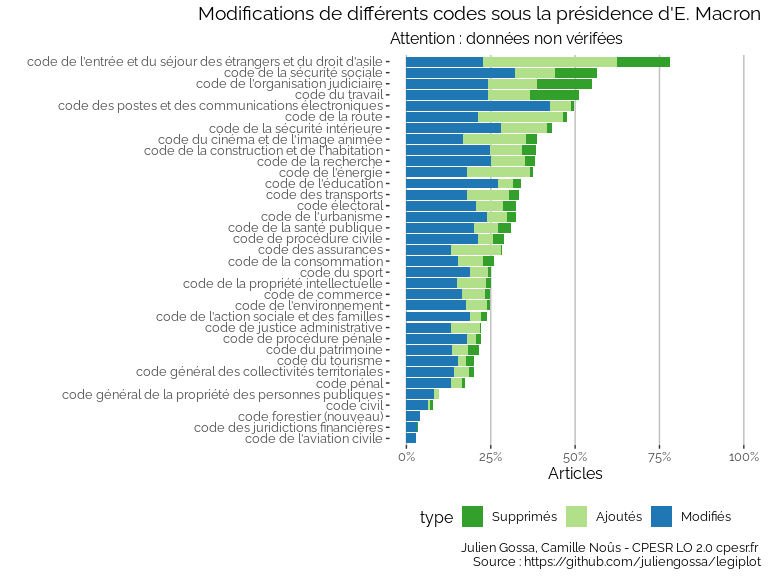 Modifications de différents codes sous la présidence d'E. Macron
Attention : données non vérifiées
code de l'entrée et du séjour des étrangers et du droit d'asile
code de la sécurité sociale
code de l'organisation judiciaire
code du travail
code des postes et des communications électroniques
code de la route
code de la sécurité intérieure
code du cinéma et de l'image animée
code de la construction et de l'habitation
code de la recherche
code de l'énergie
code de l'éducation
code des transports
code électoral
code de l'urbanisme
code de la santé publique
code de procédure civile
code des assurances
code de la consommation
code du sport
code de la propriété intellectuelle
code de commerce
code de l'environnement
code de l'action sociale et des familles
code de justice administrative
code de procédure pénale
code du patrimoine
code du tourisme
code général des collectivités territoriales
code pénal
code général de la propriété des personnes publiques
code civil
code forestier (nouveau)
code des juridictions financières
code de l'aviation civile
0% 25% 50% 75% 100%
Articles
type Supprimés Ajoutés Modifiés
Julien Gossa, Camille Noûs - CPESR LO 2.0 cpesr.fr
Source : https://github.com/juliengossa/legiplot